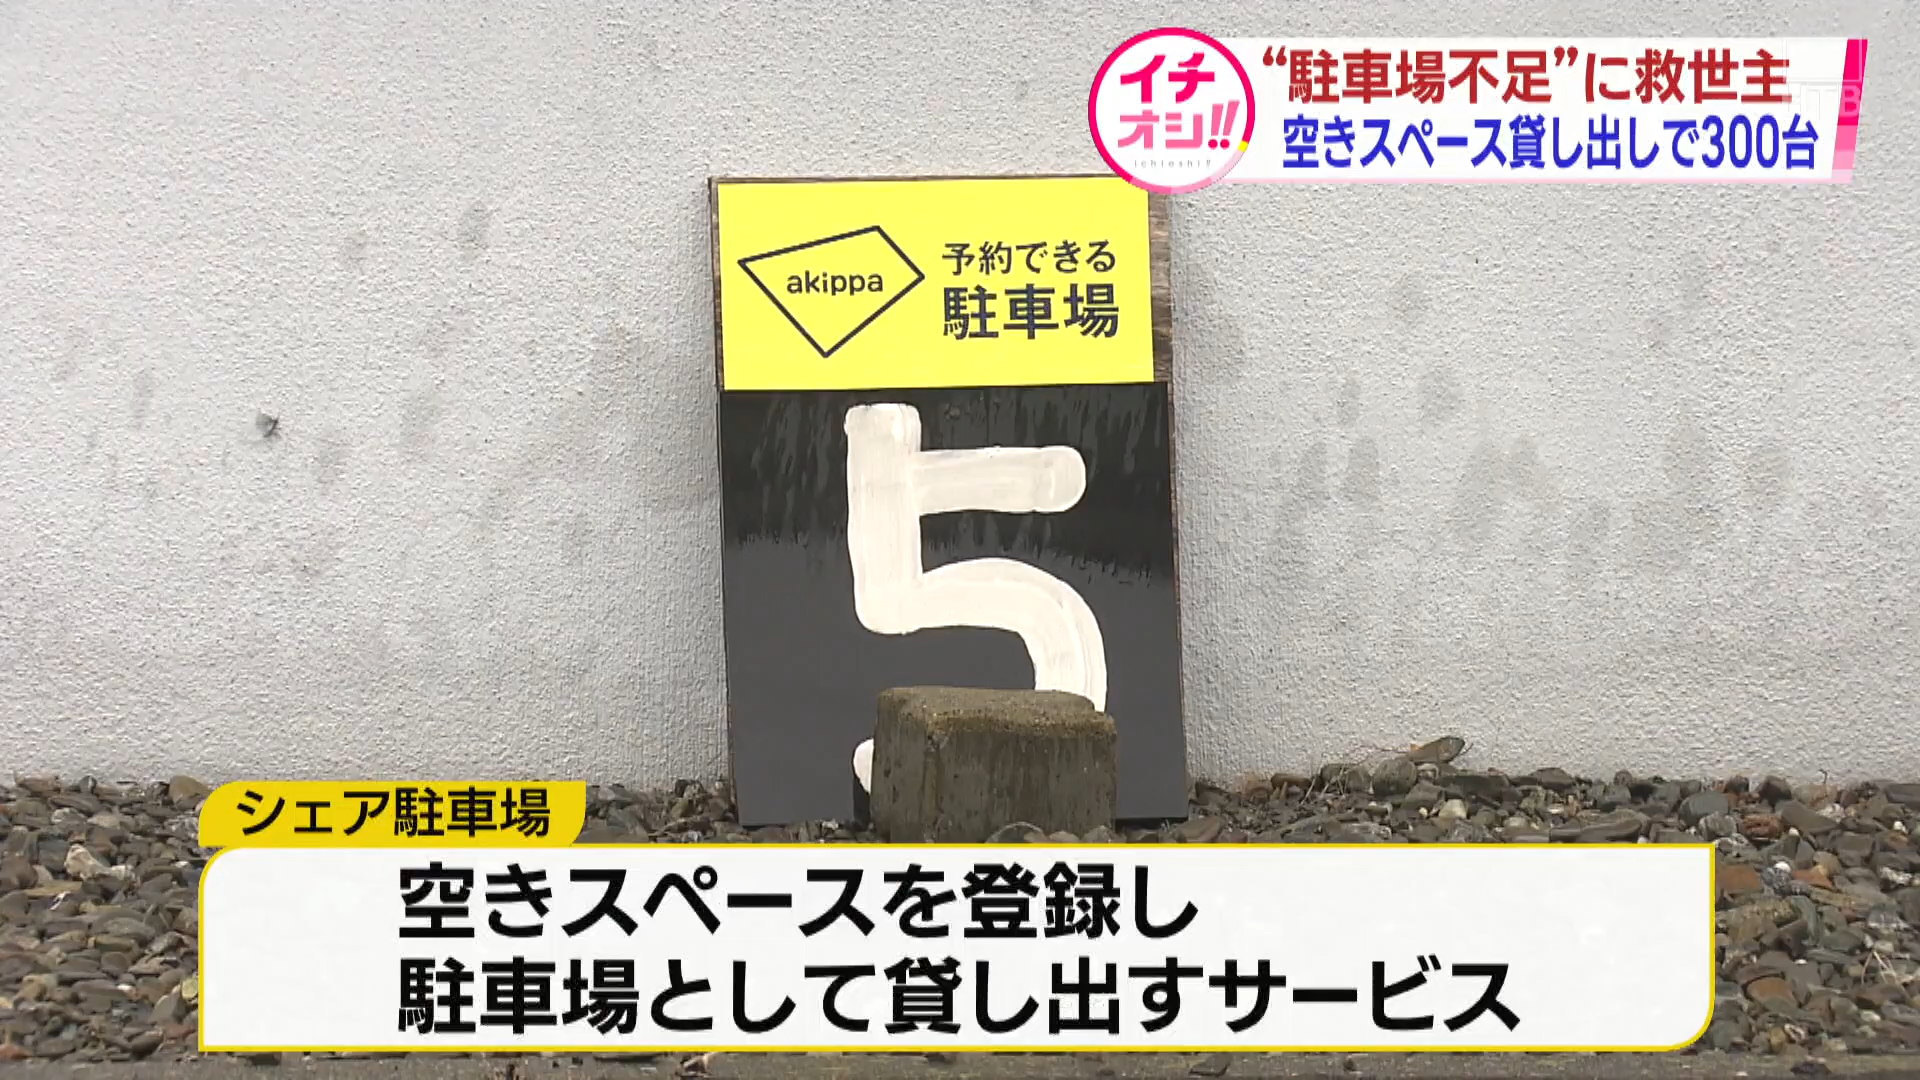 イチ
オシ!!
ichioshi!!
“駐車場不足”に救世主
空きスペース貸し出しで300台
HTB
akippa
予約できる
駐車場
5
シェア駐車場
空きスペースを登録し
駐車場として貸し出すサービス